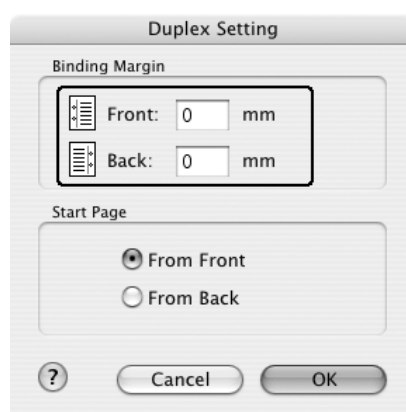 Duplex Setting
Binding Margin
Front: 0 mm
Back: 0 mm
Start Page
From Front
From Back
? Cancel OK